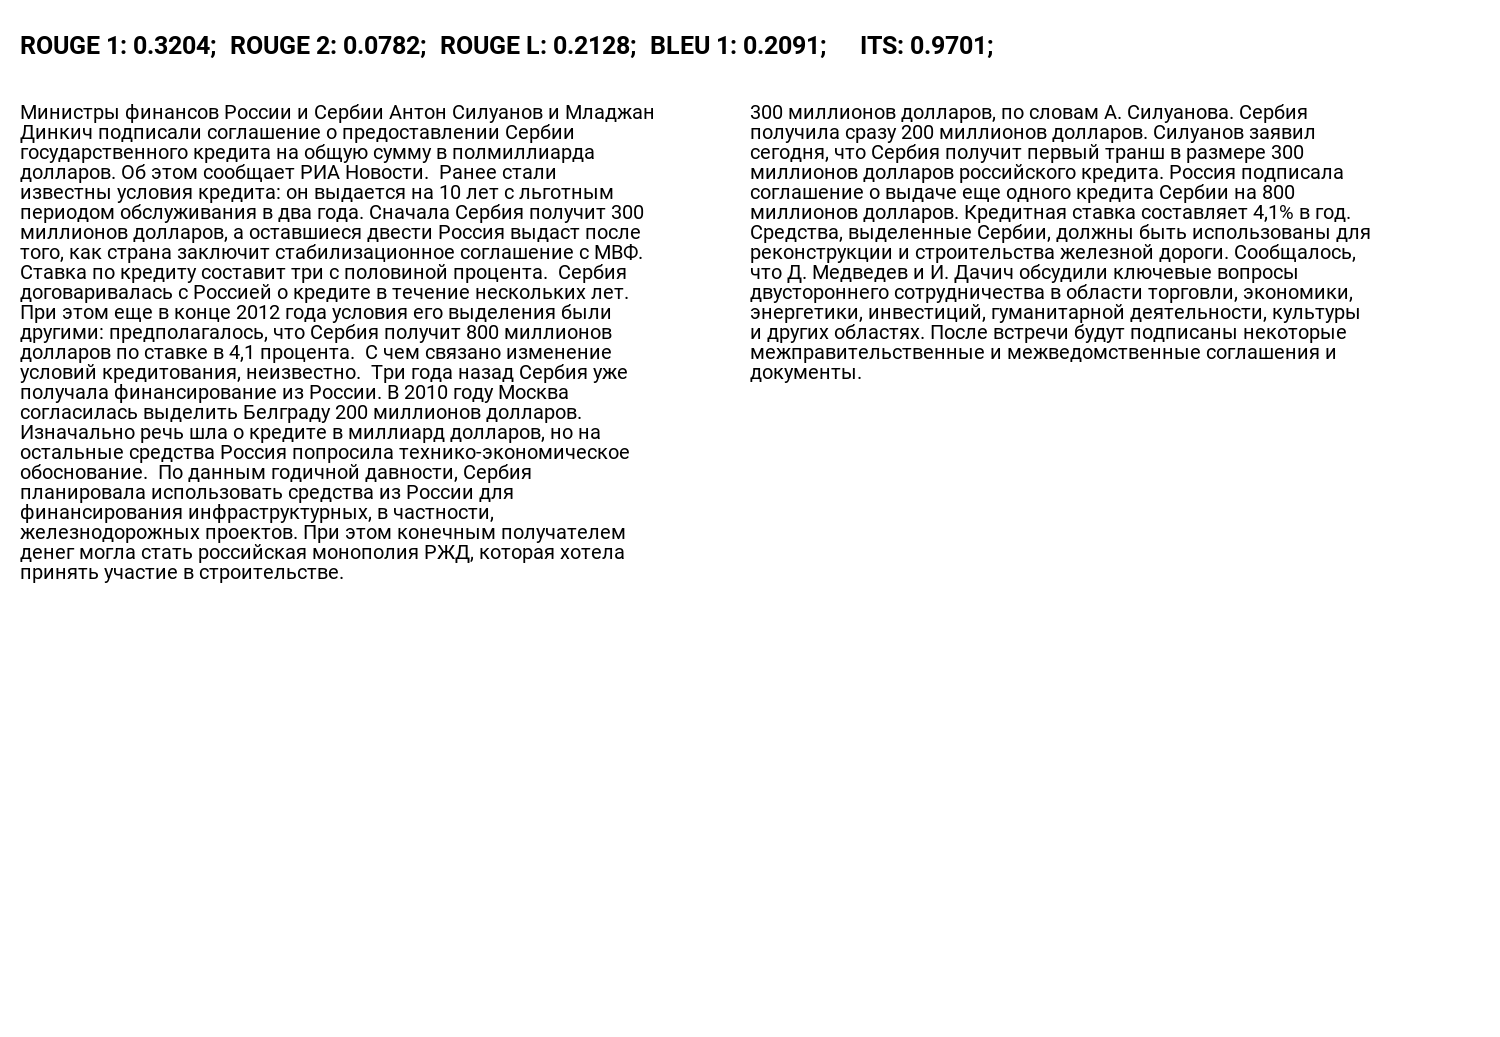 ROUGE 1: 0.3204;  ROUGE 2: 0.0782;  ROUGE L: 0.2128;  BLEU 1: 0.2091;     ITS: 0.9701;
Министры финансов России и Сербии Антон Силуанов и Младжан
Динкич подписали соглашение о предоставлении Сербии
государственного кредита на общую сумму в полмиллиарда
долларов. Об этом сообщает РИА Новости.  Ранее стали
известны условия кредита: он выдается на 10 лет с льготным
периодом обслуживания в два года. Сначала Сербия получит 300
миллионов долларов, а оставшиеся двести Россия выдаст после
того, как страна заключит стабилизационное соглашение с МВФ.
Ставка по кредиту составит три с половиной процента.  Сербия
договаривалась с Россией о кредите в течение нескольких лет.
При этом еще в конце 2012 года условия его выделения были
другими: предполагалось, что Сербия получит 800 миллионов
долларов по ставке в 4,1 процента.  С чем связано изменение
условий кредитования, неизвестно.  Три года назад Сербия уже
получала финансирование из России. В 2010 году Москва
согласилась выделить Белграду 200 миллионов долларов.
Изначально речь шла о кредите в миллиард долларов, но на
остальные средства Россия попросила технико-экономическое
обоснование.  По данным годичной давности, Сербия
планировала использовать средства из России для
финансирования инфраструктурных, в частности,
железнодорожных проектов. При этом конечным получателем
денег могла стать российская монополия РЖД, которая хотела
принять участие в строительстве.
300 миллионов долларов, по словам А. Силуанова. Сербия
получила сразу 200 миллионов долларов. Силуанов заявил
сегодня, что Сербия получит первый транш в размере 300
миллионов долларов российского кредита. Россия подписала
соглашение о выдаче еще одного кредита Сербии на 800
миллионов долларов. Кредитная ставка составляет 4,1% в год.
Средства, выделенные Сербии, должны быть использованы для
реконструкции и строительства железной дороги. Сообщалось,
что Д. Медведев и И. Дачич обсудили ключевые вопросы
двустороннего сотрудничества в области торговли, экономики,
энергетики, инвестиций, гуманитарной деятельности, культуры
и других областях. После встречи будут подписаны некоторые
межправительственные и межведомственные соглашения и
документы.